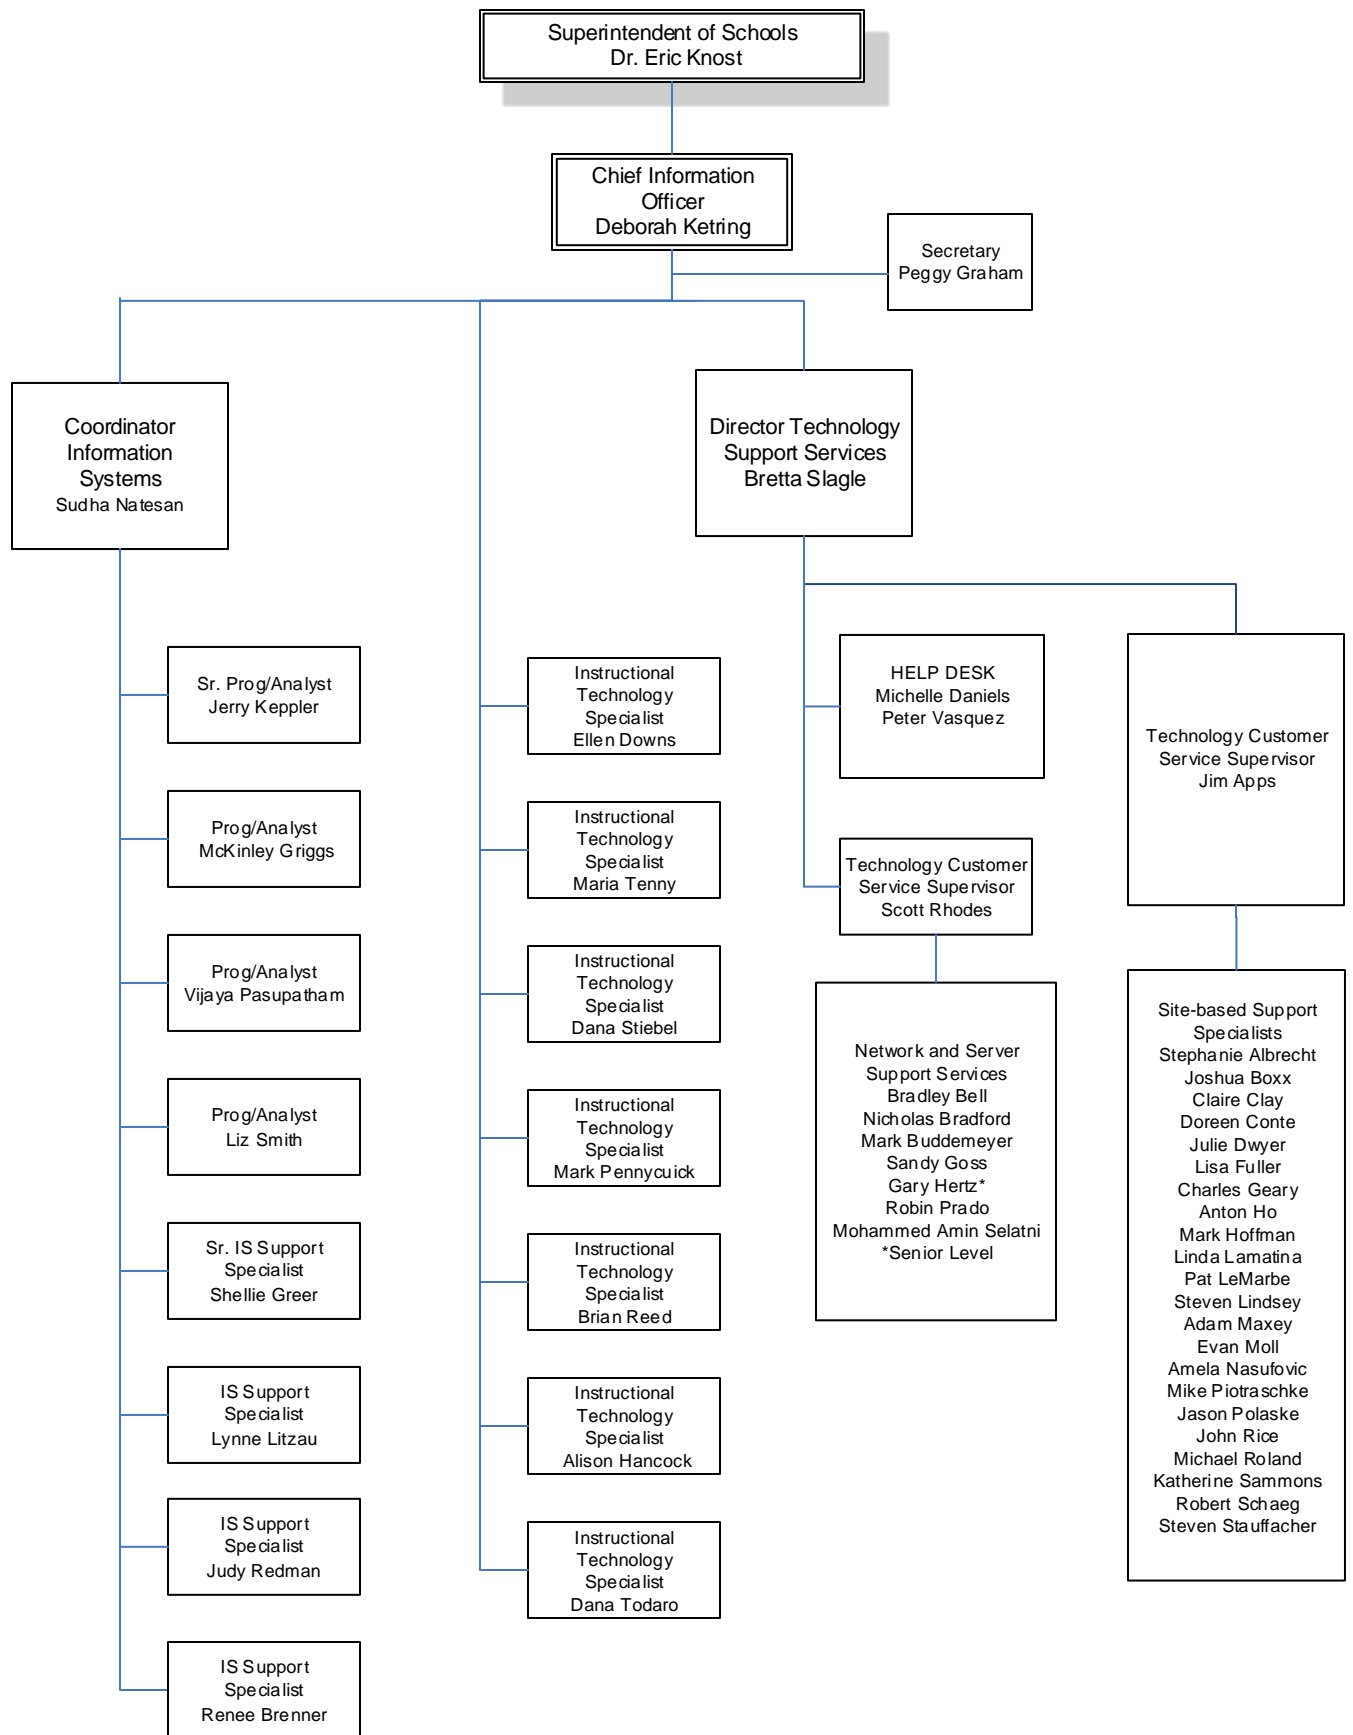 Superintendent of Schools
Dr. Eric Knost
Chief Information
Officer
Deborah Ketring
Secretary
Peggy Graham
Coordinator
Information
Systems
Sudha Natesan
Director Technology
Support Services
Bretta Slagle
Sr. Prog/Analyst
Jerry Keppler
Prog/Analyst
McKinley Griggs
Prog/Analyst
Vijaya Pasupatham
Prog/Analyst
Liz Smith
Sr. IS Support
Specialist
Shellie Greer
IS Support
Specialist
Lynne Litzau
IS Support
Specialist
Judy Redman
IS Support
Specialist
Renee Brenner
Instructional
Technology
Specialist
Ellen Downs
Instructional
Technology
Specialist
Maria Tenny
Instructional
Technology
Specialist
Dana Stiebel
Instructional
Technology
Specialist
Mark Pennycuick
Instructional
Technology
Specialist
Brian Reed
Instructional
Technology
Specialist
Alison Hancock
Instructional
Technology
Specialist
Dana Todaro
HELP DESK
Michelle Daniels
Peter Vasquez
Technology Customer
Service Supervisor
Scott Rhodes
Network and Server
Support Services
Bradley Bell
Nicholas Bradford
Mark Buddemeyer
Sandy Goss
Gary Hertz*
Robin Prado
Mohammed Amin Selatni
*Senior Level
Technology Customer
Service Supervisor
Jim Apps
Site-based Support
Specialists
Stephanie Albrecht
Joshua Boxx
Claire Clay
Doreen Conte
Julie Dwyer
Lisa Fuller
Charles Geary
Anton Ho
Mark Hoffman
Linda Lamatina
Pat LeMarbe
Steven Lindsey
Adam Maxey
Evan Moll
Amela Nasufovic
Mike Piotraschke
Jason Polaske
John Rice
Michael Roland
Katherine Sammons
Robert Schaeg
Steven Stauffacher